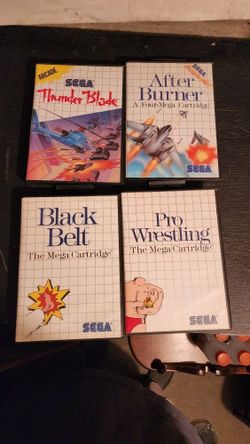 ARCADE
SEGA
Thunder Blade
SEGA
After
Burner
A Four-Mega Cartridge
SEGA
Black
Belt
The Mega Cartridge
SEGA
Pro
Wrestling
The Mega Cartridge
SEGA